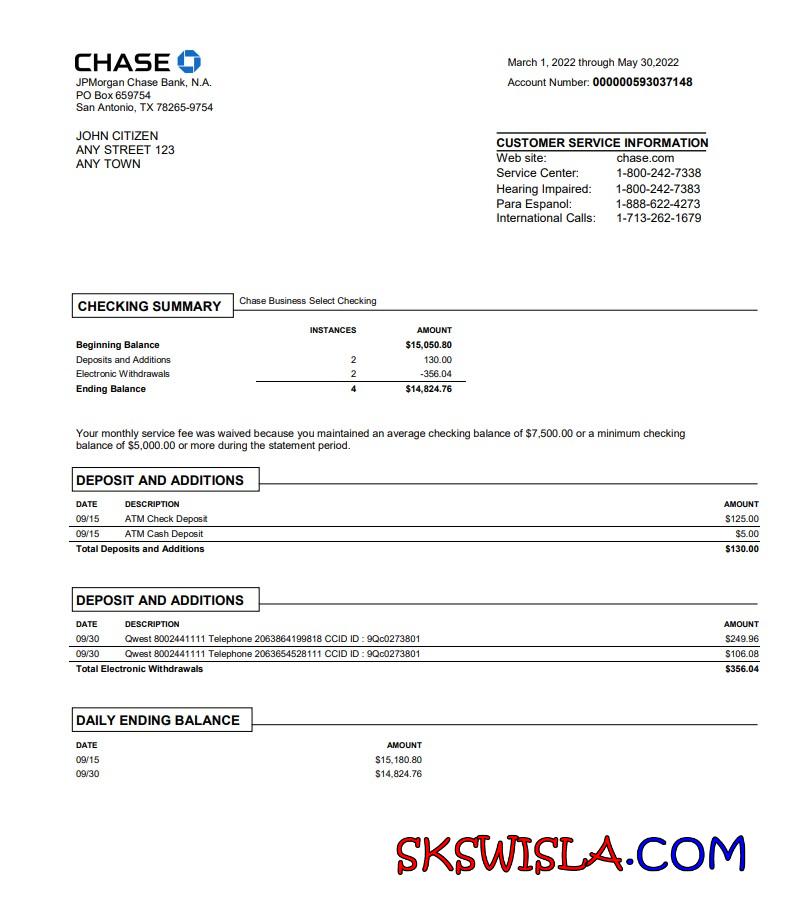 CHASE
JPMorgan Chase Bank, N.A.
PO Box 659754
San Antonio, TX 78265-9754
March 1, 2022 through May 30,2022
Account Number: 000000593037148
JOHN CITIZEN
ANY STREET 123
ANY TOWN
CUSTOMER SERVICE INFORMATION
Web site: chase.com
Service Center: 1-800-242-7338
Hearing Impaired: 1-800-242-7383
Para Espanol: 1-888-622-4273
International Calls: 1-713-262-1679
CHECKING SUMMARY Chase Business Select Checking
INSTANCES AMOUNT
Beginning Balance $15,050.80
Deposits and Additions 2 130.00
Electronic Withdrawals 2 -356.04
Ending Balance 4 $14,824.76
Your monthly service fee was waived because you maintained an average checking balance of $7,500.00 or a minimum checking
balance of $5,000.00 or more during the statement period.
DEPOSIT AND ADDITIONS
DATE DESCRIPTION AMOUNT
09/15 ATM Check Deposit $125.00
09/15 ATM Cash Deposit $5.00
Total Deposits and Additions $130.00
DEPOSIT AND ADDITIONS
DATE DESCRIPTION AMOUNT
09/30 Qwest 8002441111 Telephone 2063864199818 CCID ID : 9Qc0273801 $249.96
09/30 Qwest 8002441111 Telephone 2063654528111 CCID ID : 9Qc0273801 $106.08
Total Electronic Withdrawals $356.04
DAILY ENDING BALANCE
DATE AMOUNT
09/15 $15,180.80
09/30 $14,824.76
SKSWISLA.COM